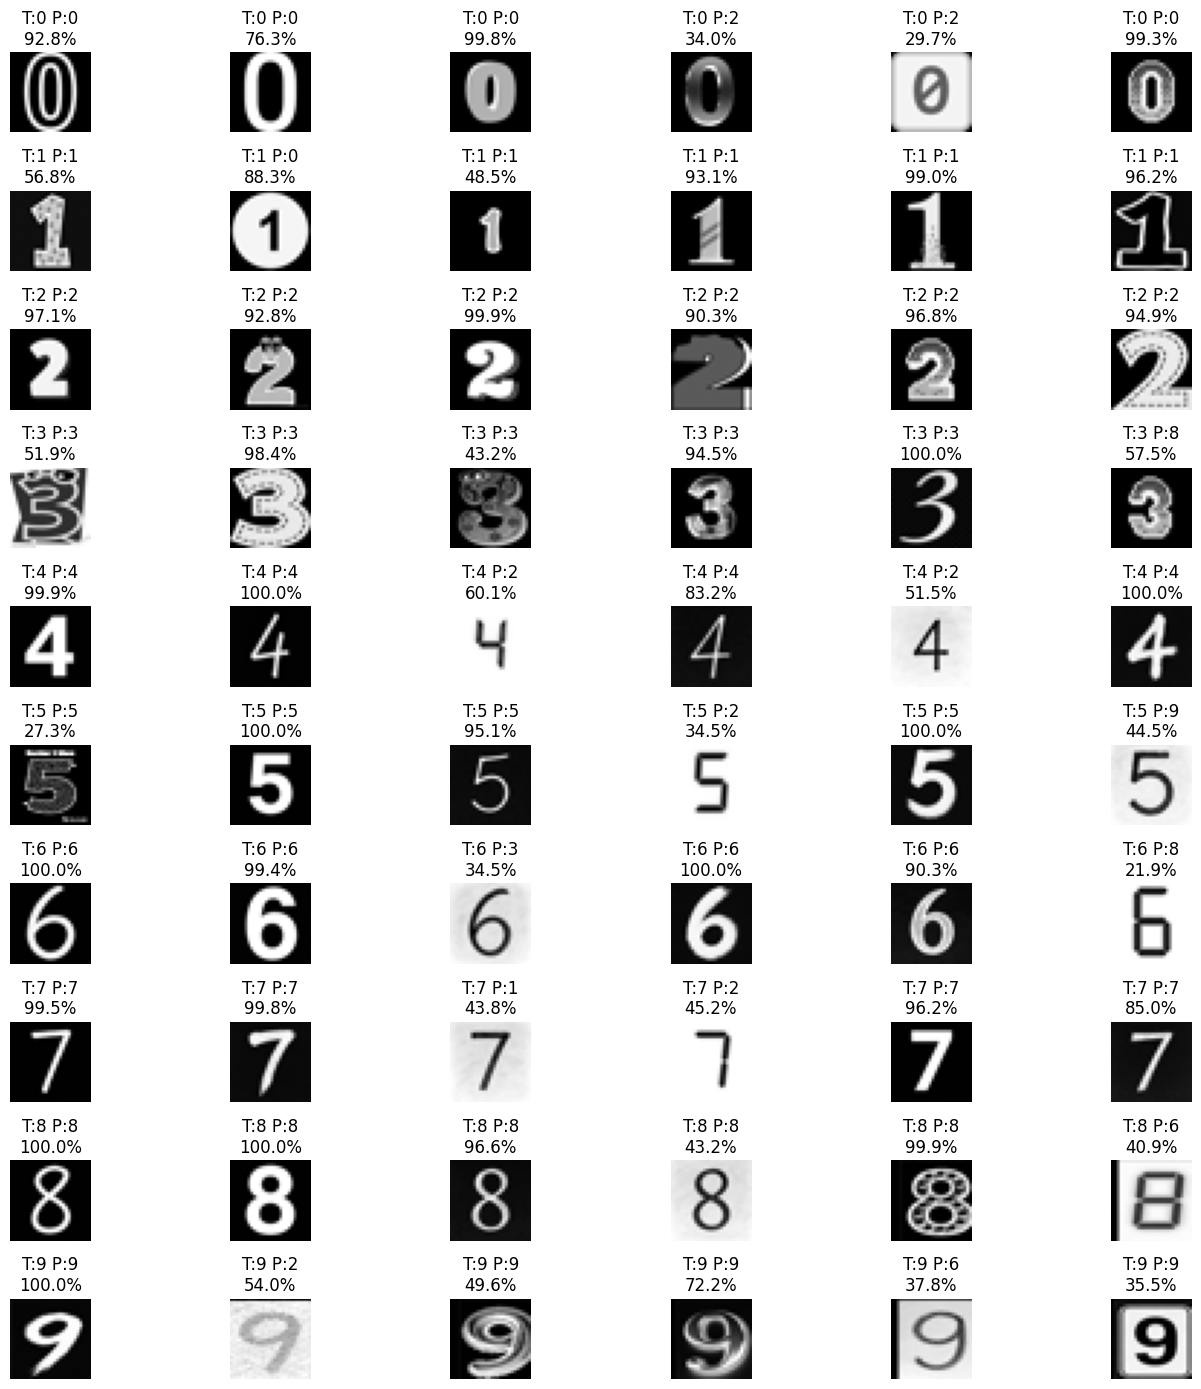 T:0 P:0 T:0 P:0 T:0 P:0 T:0 P:2 T:0 P:2 T:0 P:0
92.8% 76.3% 99.8% 34.0% 29.7% 99.3%
0 0 0 0 0 0
T:1 P:1 T:1 P:0 T:1 P:1 T:1 P:1 T:1 P:1 T:1 P:1
56.8% 88.3% 48.5% 93.1% 99.0% 96.2%
1 1 1 1 1 1
T:2 P:2 T:2 P:2 T:2 P:2 T:2 P:2 T:2 P:2 T:2 P:2
97.1% 92.8% 99.9% 90.3% 96.8% 94.9%
2 2 2 2 2 2
T:3 P:3 T:3 P:3 T:3 P:3 T:3 P:3 T:3 P:3 T:3 P:8
51.9% 98.4% 43.2% 94.5% 100.0% 57.5%
3 3 3 3 3 3
T:4 P:4 T:4 P:4 T:4 P:2 T:4 P:4 T:4 P:2 T:4 P:4
99.9% 100.0% 60.1% 83.2% 51.5% 100.0%
4 4 4 4 4 4
T:5 P:5 T:5 P:5 T:5 P:5 T:5 P:2 T:5 P:5 T:5 P:9
27.3% 100.0% 95.1% 34.5% 100.0% 44.5%
5 5 5 5 5 5
T:6 P:6 T:6 P:6 T:6 P:3 T:6 P:6 T:6 P:6 T:6 P:8
100.0% 99.4% 34.5% 100.0% 90.3% 21.9%
6 6 6 6 6 6
T:7 P:7 T:7 P:7 T:7 P:1 T:7 P:2 T:7 P:7 T:7 P:7
99.5% 99.8% 43.8% 45.2% 96.2% 85.0%
7 7 7 7 7 7
T:8 P:8 T:8 P:8 T:8 P:8 T:8 P:8 T:8 P:8 T:8 P:6
100.0% 100.0% 96.6% 43.2% 99.9% 40.9%
8 8 8 8 8 8
T:9 P:9 T:9 P:2 T:9 P:9 T:9 P:9 T:9 P:6 T:9 P:9
100.0% 54.0% 49.6% 72.2% 37.8% 35.5%
9 9 9 9 9 9